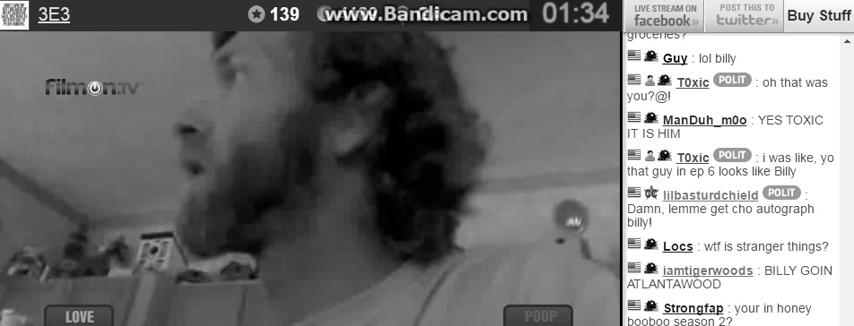 3E3
139
www.Bandicam.com
01:34
filmon.TV
LOVE
POOP
LIVE STREAM ON
facebook»
POST THIS TO
twitter»
Buy Stuff
groceries?
Guy : lol billy
T0xic POLIT : oh that was
you?@!
ManDuh_m0o : YES TOXIC
IT IS HIM
T0xic POLIT : i was like, yo
that guy in ep 6 looks like Billy
lilbasturdchield POLIT :
Damn, lemme get cho autograph
billy!
Locs : wtf is stranger things?
iamtigerwoods : BILLY GOIN
ATLANTAWOOD
Strongfap : your in honey
booboo season 2?